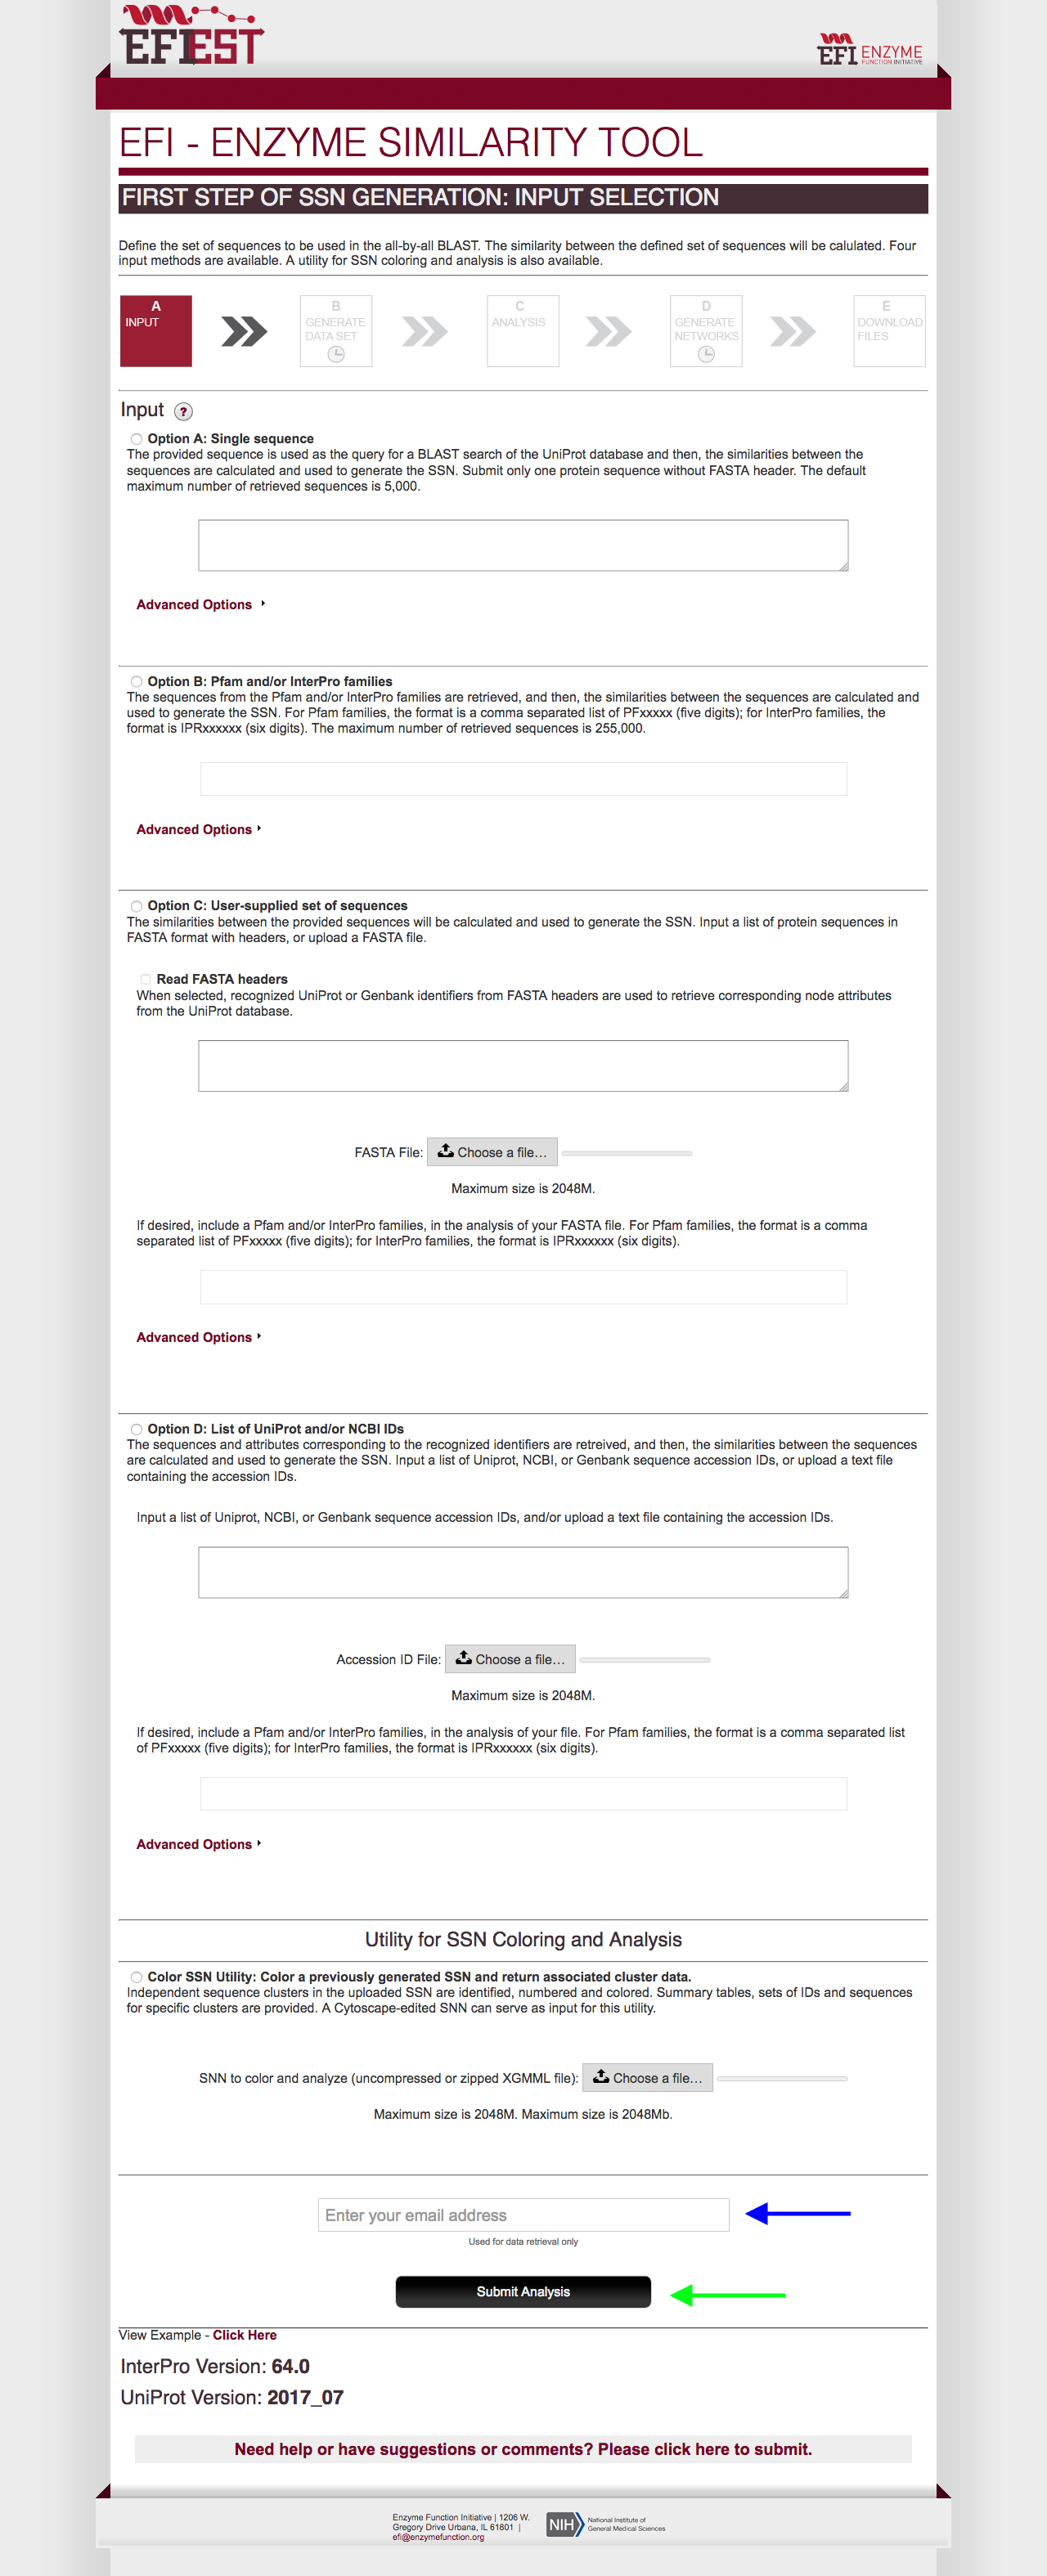 EFIEST
EFI ENZYME
FUNCTION INITIATIVE
EFI - ENZYME SIMILARITY TOOL
FIRST STEP OF SSN GENERATION: INPUT SELECTION
Define the set of sequences to be used in the all-by-all BLAST. The similarity between the defined set of sequences will be calulated. Four
input methods are available. A utility for SSN coloring and analysis is also available.
A
INPUT
B
GENERATE
DATA SET
C
ANALYSIS
D
GENERATE
NETWORKS
E
DOWNLOAD
FILES
Input ?
Option A: Single sequence
The provided sequence is used as the query for a BLAST search of the UniProt database and then, the similarities between the
sequences are calculated and used to generate the SSN. Submit only one protein sequence without FASTA header. The default
maximum number of retrieved sequences is 5,000.
Advanced Options
Option B: Pfam and/or InterPro families
The sequences from the Pfam and/or InterPro families are retrieved, and then, the similarities between the sequences are calculated and
used to generate the SSN. For Pfam families, the format is a comma separated list of PFxxxxx (five digits); for InterPro families, the
format is IPRxxxxxx (six digits). The maximum number of retrieved sequences is 255,000.
Advanced Options
Option C: User-supplied set of sequences
The similarities between the provided sequences will be calculated and used to generate the SSN. Input a list of protein sequences in
FASTA format with headers, or upload a FASTA file.
Read FASTA headers
When selected, recognized UniProt or Genbank identifiers from FASTA headers are used to retrieve corresponding node attributes
from the UniProt database.
FASTA File: Choose a file...
Maximum size is 2048M.
If desired, include a Pfam and/or InterPro families, in the analysis of your FASTA file. For Pfam families, the format is a comma
separated list of PFxxxxx (five digits); for InterPro families, the format is IPRxxxxxx (six digits).
Advanced Options
Option D: List of UniProt and/or NCBI IDs
The sequences and attributes corresponding to the recognized identifiers are retreived, and then, the similarities between the sequences
are calculated and used to generate the SSN. Input a list of Uniprot, NCBI, or Genbank sequence accession IDs, or upload a text file
containing the accession IDs.
Input a list of Uniprot, NCBI, or Genbank sequence accession IDs, and/or upload a text file containing the accession IDs.
Accession ID File: Choose a file...
Maximum size is 2048M.
If desired, include a Pfam and/or InterPro families, in the analysis of your file. For Pfam families, the format is a comma separated list
of PFxxxxx (five digits); for InterPro families, the format is IPRxxxxxx (six digits).
Advanced Options
Utility for SSN Coloring and Analysis
Color SSN Utility: Color a previously generated SSN and return associated cluster data.
Independent sequence clusters in the uploaded SSN are identified, numbered and colored. Summary tables, sets of IDs and sequences
for specific clusters are provided. A Cytoscape-edited SNN can serve as input for this utility.
SNN to color and analyze (uncompressed or zipped XGMML file): Choose a file...
Maximum size is 2048M. Maximum size is 2048Mb.
Enter your email address
Used for data retrieval only
Submit Analysis
View Example - Click Here
InterPro Version: 64.0
UniProt Version: 2017_07
Need help or have suggestions or comments? Please click here to submit.
Enzyme Function Initiative | 1206 W.
Gregory Drive Urbana, IL 61801 |
efi@enzymefunction.org
NIH
National Institute of
General Medical Sciences